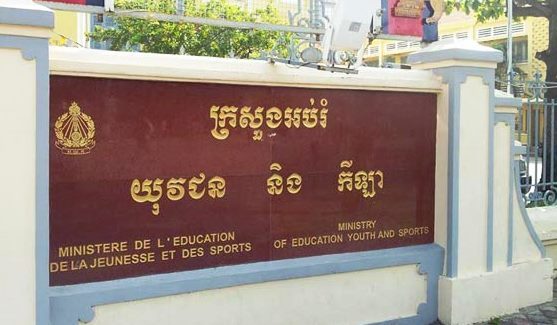 ក្រសួងអប់រំ
យុវជន និង កីឡា
MINISTERE DE L'EDUCATION
DE LA JEUNESSE ET DES SPORTS
MINISTRY
OF EDUCATION YOUTH AND SPORTS